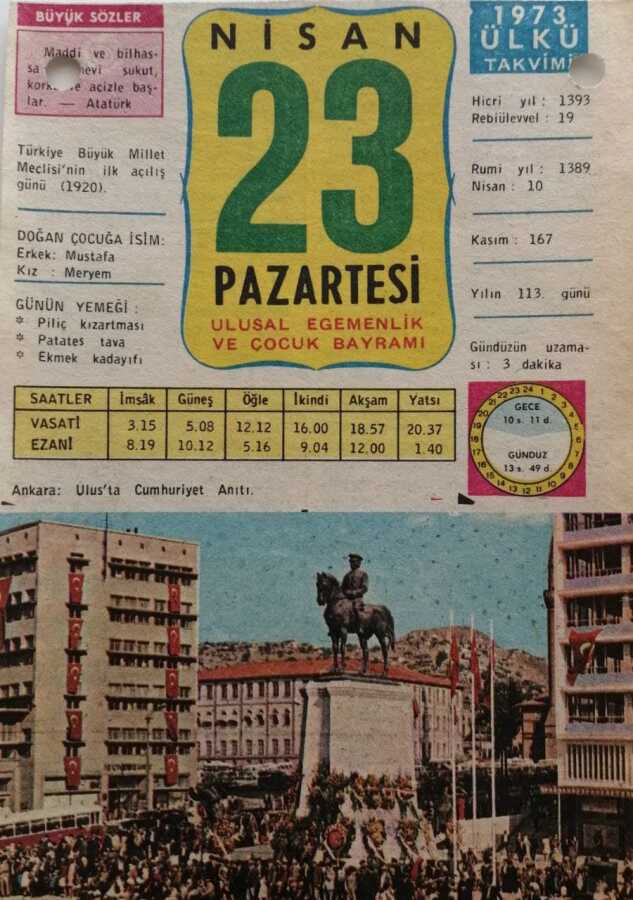 BÜYÜK SÖZLER
Maddi ve bilhas-
sa nevi sukut,
kork e acizle baş-
lar. — Atatürk
Türkiye Büyük Millet
Meclisi'nin ilk açılış
günü (1920).
DOĞAN ÇOCUĞA İSİM:
Erkek: Mustafa
Kız : Meryem
GÜNÜN YEMEĞİ :
* Piliç kızartması
* Patates tava
* Ekmek kadayıfı
NİSAN
23
PAZARTESİ
ULUSAL EGEMENLİK
VE ÇOCUK BAYRAMI
1973
ÜLKÜ
TAKVİMİ
Hicri yıl : 1393
Rebiülevvel : 19
Rumi yıl : 1389
Nisan : 10
Kasım : 167
Yılın 113. günü
Gündüzün uzama-
sı : 3 dakika
SAATLER İmsâk Güneş Öğle İkindi Akşam Yatsı
VASATİ 3.15 5.08 12.12 16.00 18.57 20.37
EZANİ 8.19 10.12 5.16 9.04 12.00 1.40
GECE
10 s. 11 d.
GÜNDÜZ
13 s. 49 d.
Ankara: Ulus'ta Cumhuriyet Anıtı.